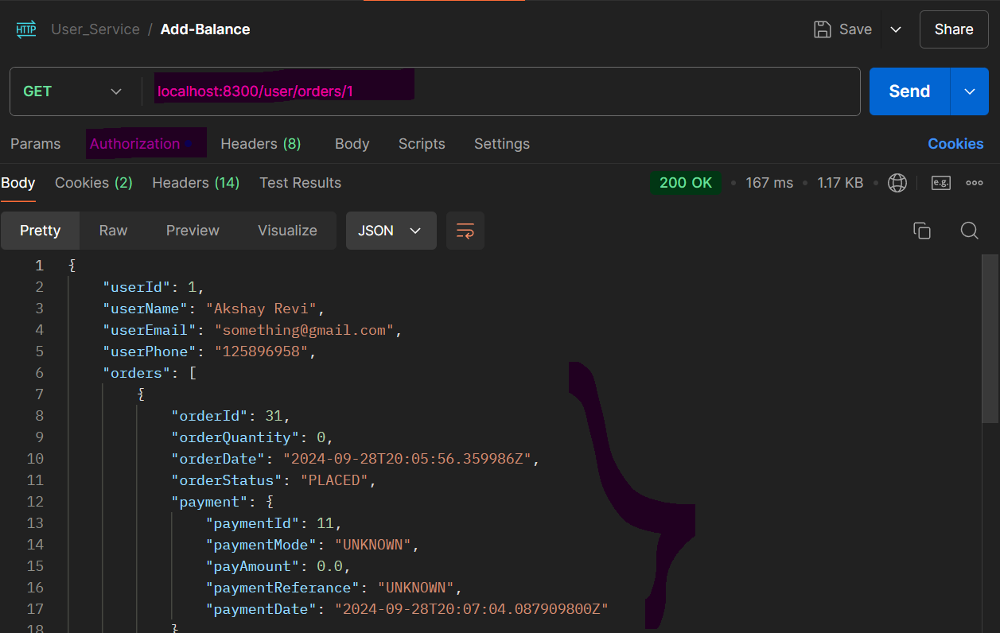 HTTP User_Service / Add-Balance Save Share
GET localhost:8300/user/orders/1 Send
Params Authorization Headers (8) Body Scripts Settings Cookies
Body Cookies (2) Headers (14) Test Results 200 OK • 167 ms • 1.17 KB • e.g.
Pretty Raw Preview Visualize JSON
1 {
2 "userId": 1,
3 "userName": "Akshay Revi",
4 "userEmail": "something@gmail.com",
5 "userPhone": "125896958",
6 "orders": [
7 {
8 "orderId": 31,
9 "orderQuantity": 0,
10 "orderDate": "2024-09-28T20:05:56.359986Z",
11 "orderStatus": "PLACED",
12 "payment": {
13 "paymentId": 11,
14 "paymentMode": "UNKNOWN",
15 "payAmount": 0.0,
16 "paymentReferance": "UNKNOWN",
17 "paymentDate": "2024-09-28T20:07:04.087909800Z"
18 }